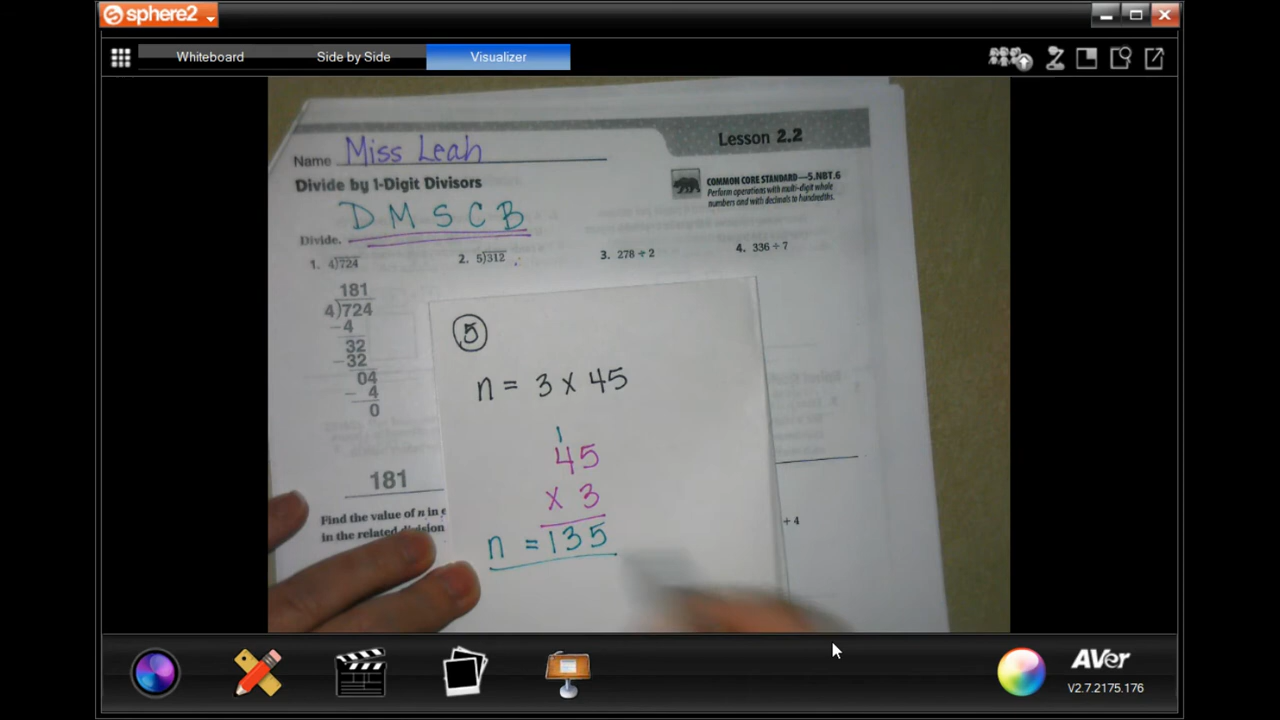 sphere2
Whiteboard
Side by Side
Visualizer
Lesson 2.2
Name Miss Leah
Divide by 1-Digit Divisors
COMMON CORE STANDARD—5.NBT.6
Perform operations with multi-digit whole
numbers and with decimals to hundredths.
D M S C B
Divide.
1. 4)724
2. 5)312
3. 278 ÷ 2
4. 336 ÷ 7
181
4)724
-4
32
-32
04
- 4
0
181
Find the value of n in
in the related division
5
n = 3 x 45
1
45
x 3
n = 135
÷ 4
AVer
V2.7.2175.176